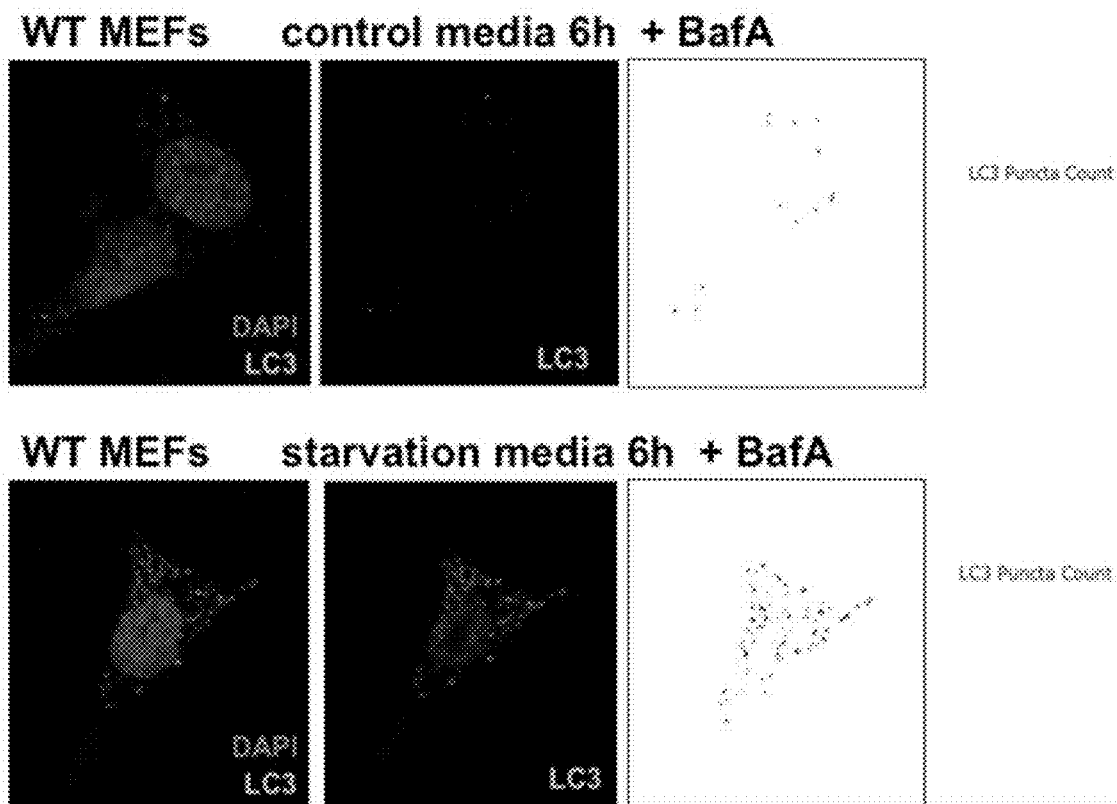 WT MEFs control media 6h + BafA
DAPI
LC3
LC3
LC3 Puncta Count
WT MEFs starvation media 6h + BafA
DAPI
LC3
LC3
LC3 Puncta Count